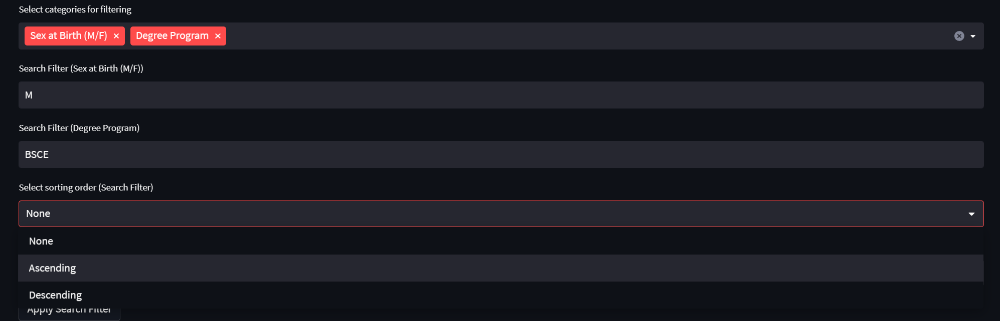 Select categories for filtering
Sex at Birth (M/F) × Degree Program ×
Search Filter (Sex at Birth (M/F))
M
Search Filter (Degree Program)
BSCE
Select sorting order (Search Filter)
None
None
Ascending
Descending
Apply Search Filter